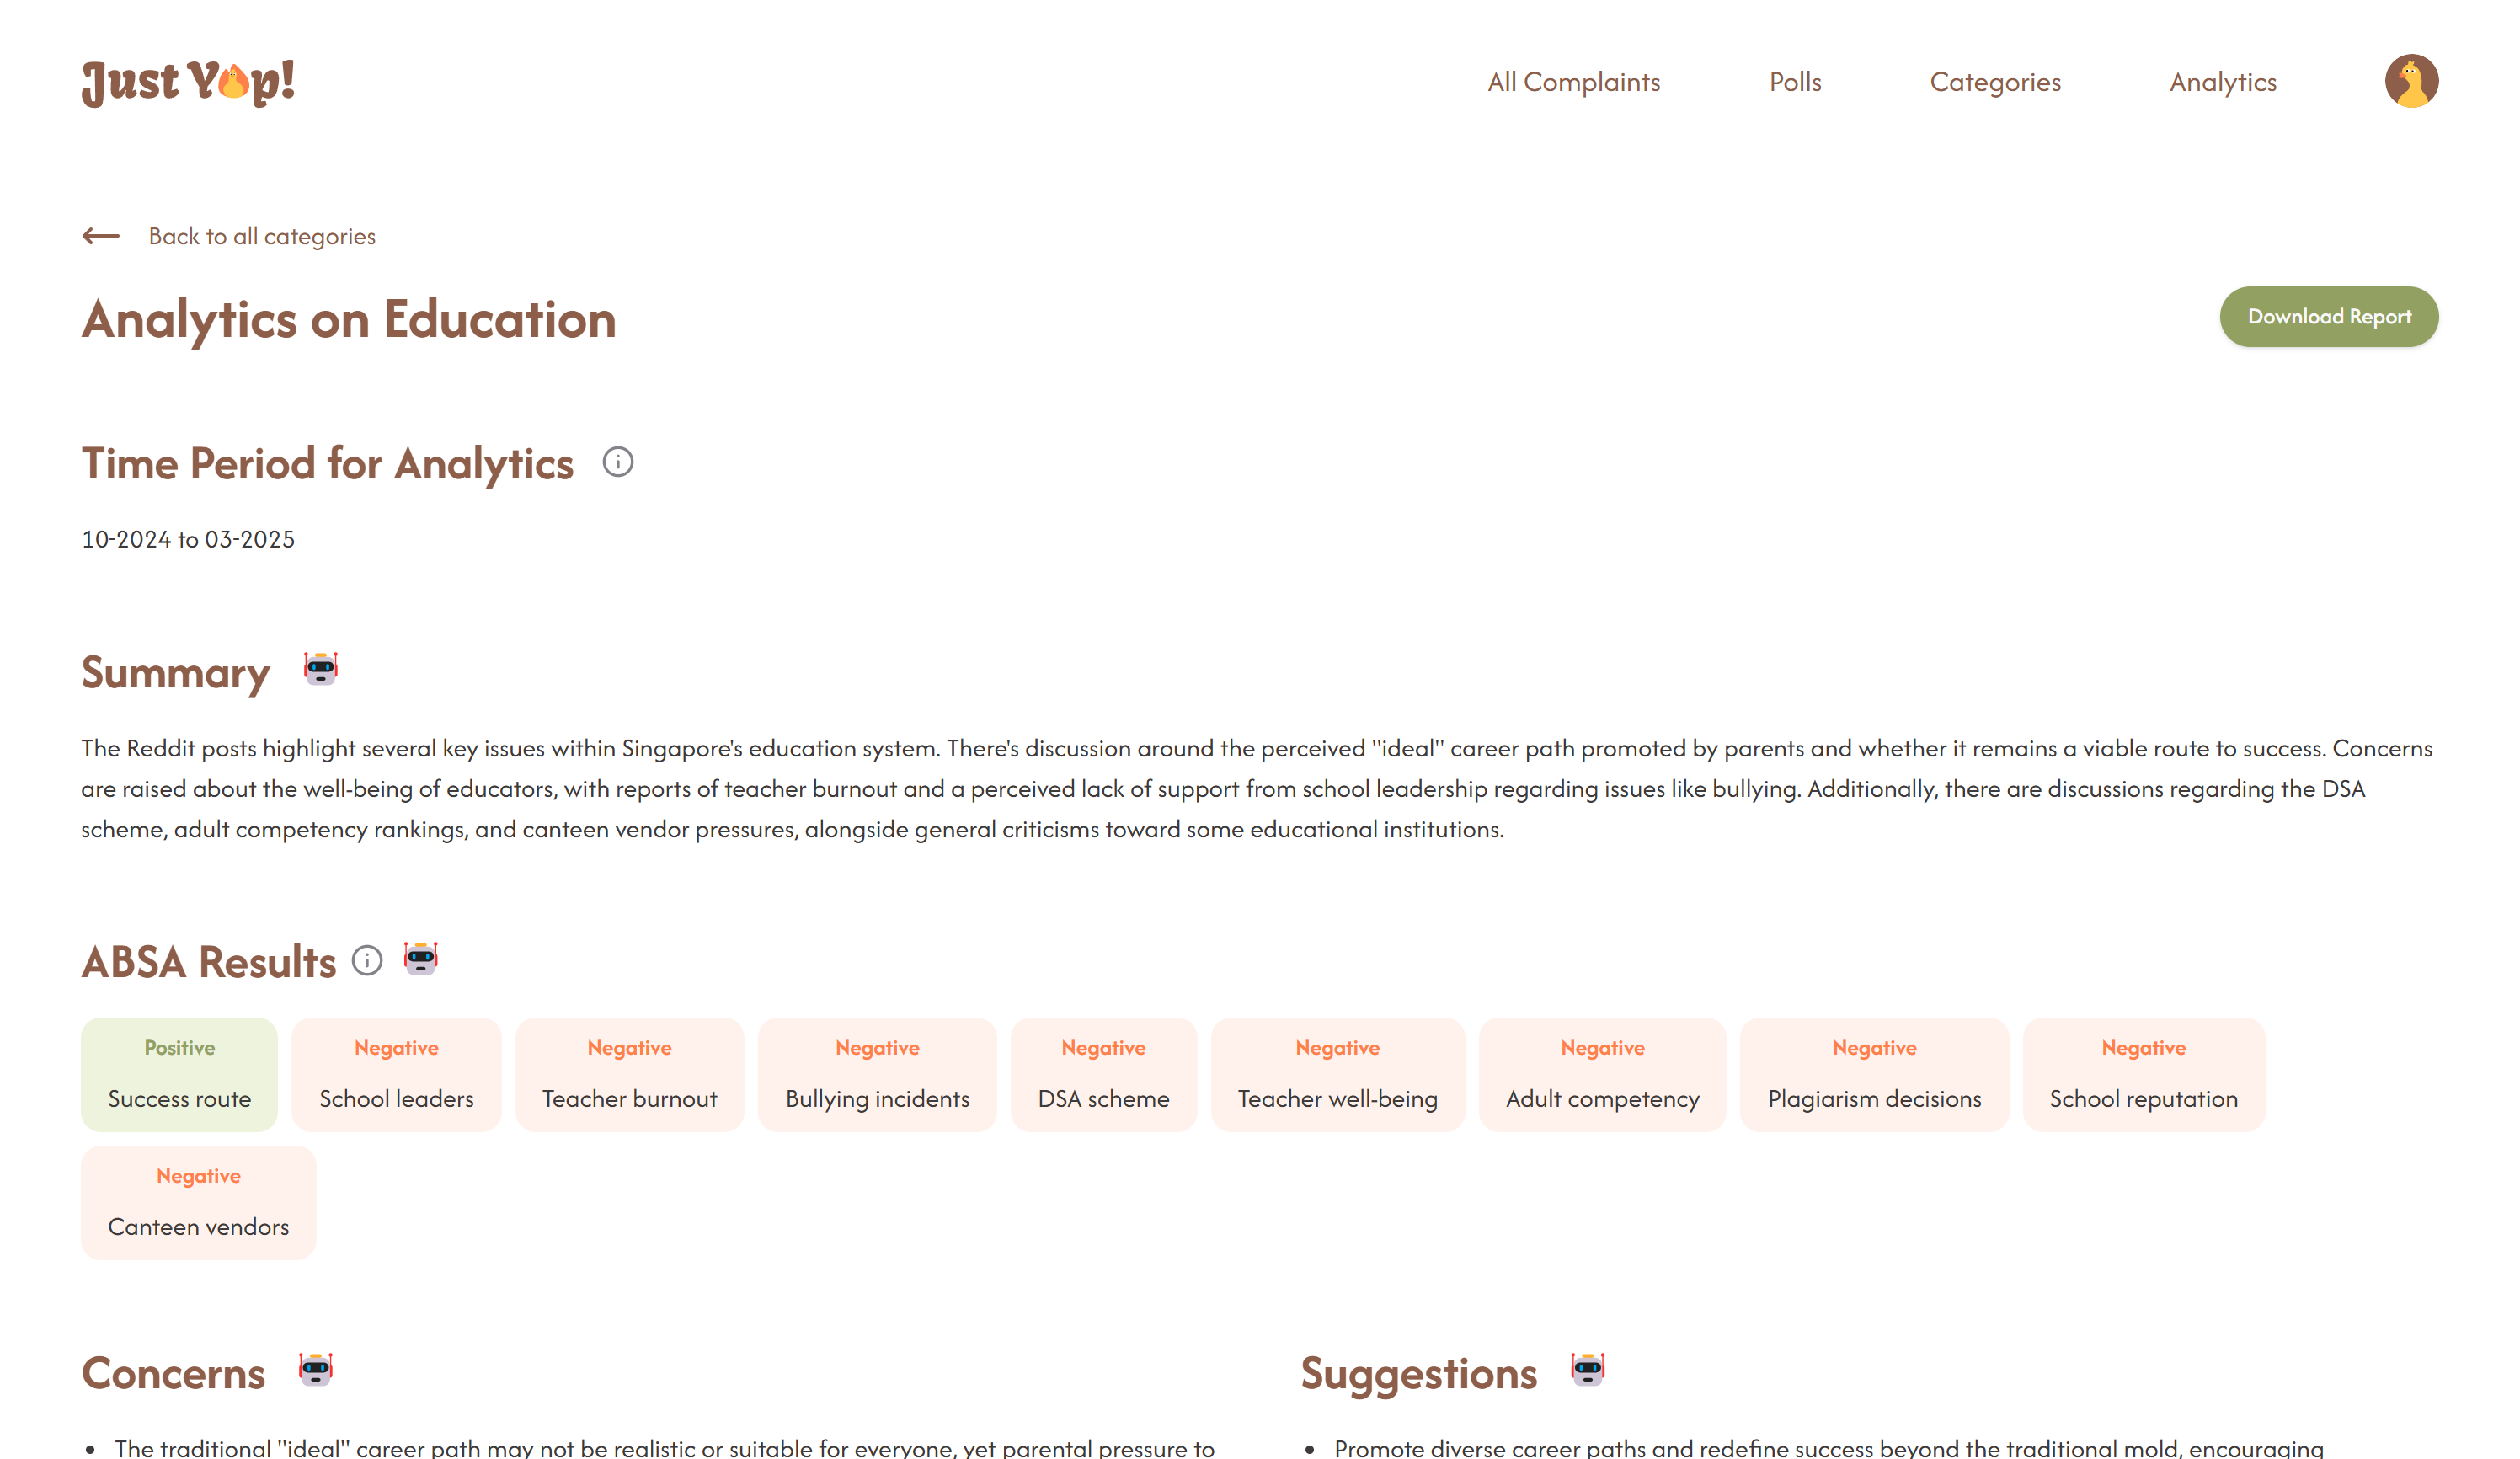 Just Yap!
All Complaints
Polls
Categories
Analytics
Back to all categories
Analytics on Education
Download Report
Time Period for Analytics
10-2024 to 03-2025
Summary
The Reddit posts highlight several key issues within Singapore's education system. There's discussion around the perceived "ideal" career path promoted by parents and whether it remains a viable route to success. Concerns
are raised about the well-being of educators, with reports of teacher burnout and a perceived lack of support from school leadership regarding issues like bullying. Additionally, there are discussions regarding the DSA
scheme, adult competency rankings, and canteen vendor pressures, alongside general criticisms toward some educational institutions.
ABSA Results
Positive
Success route
Negative
School leaders
Negative
Teacher burnout
Negative
Bullying incidents
Negative
DSA scheme
Negative
Teacher well-being
Negative
Adult competency
Negative
Plagiarism decisions
Negative
School reputation
Negative
Canteen vendors
Concerns
• The traditional "ideal" career path may not be realistic or suitable for everyone, yet parental pressure to
Suggestions
• Promote diverse career paths and redefine success beyond the traditional mold, encouraging